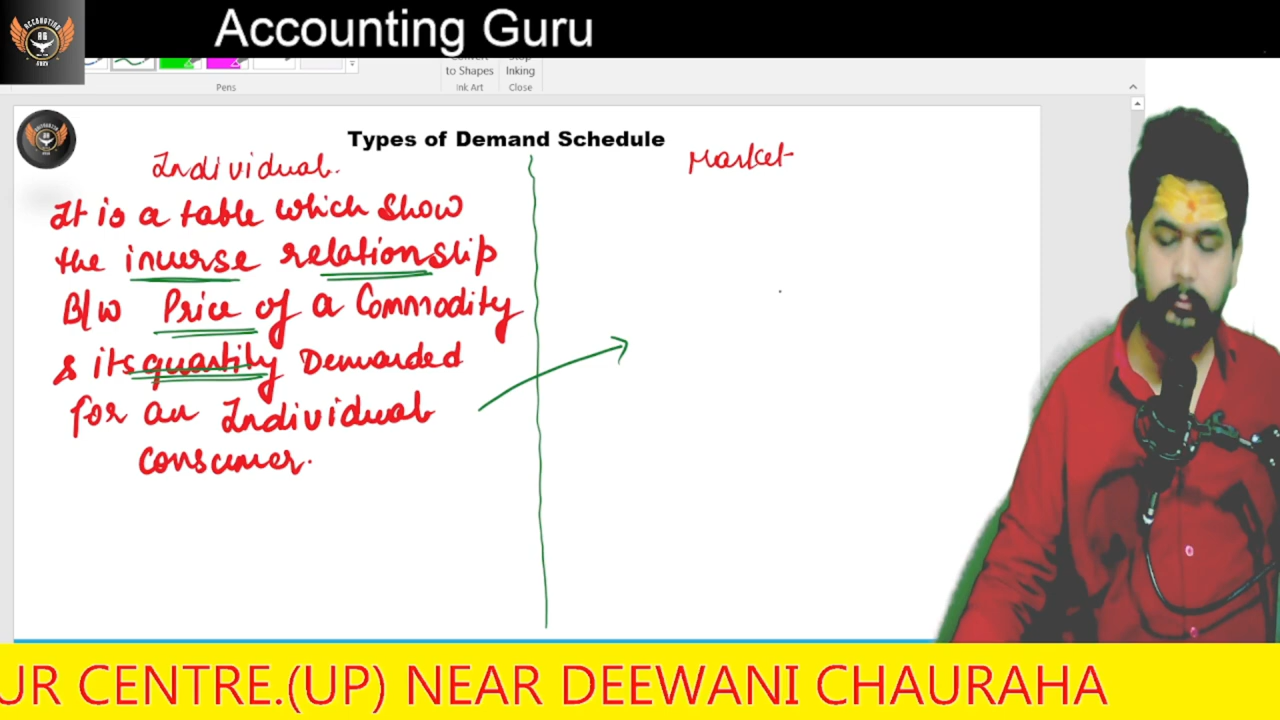 Accounting Guru
to Shapes
Inking
Pens
Ink Art
Close
Types of Demand Schedule
Individual.
Market
It is a table which show
the inverse relationship
B/w Price of a Commodity
& its quantity Demanded
for an Individual
consumer.
UR CENTRE.(UP) NEAR DEEWANI CHAURAHA